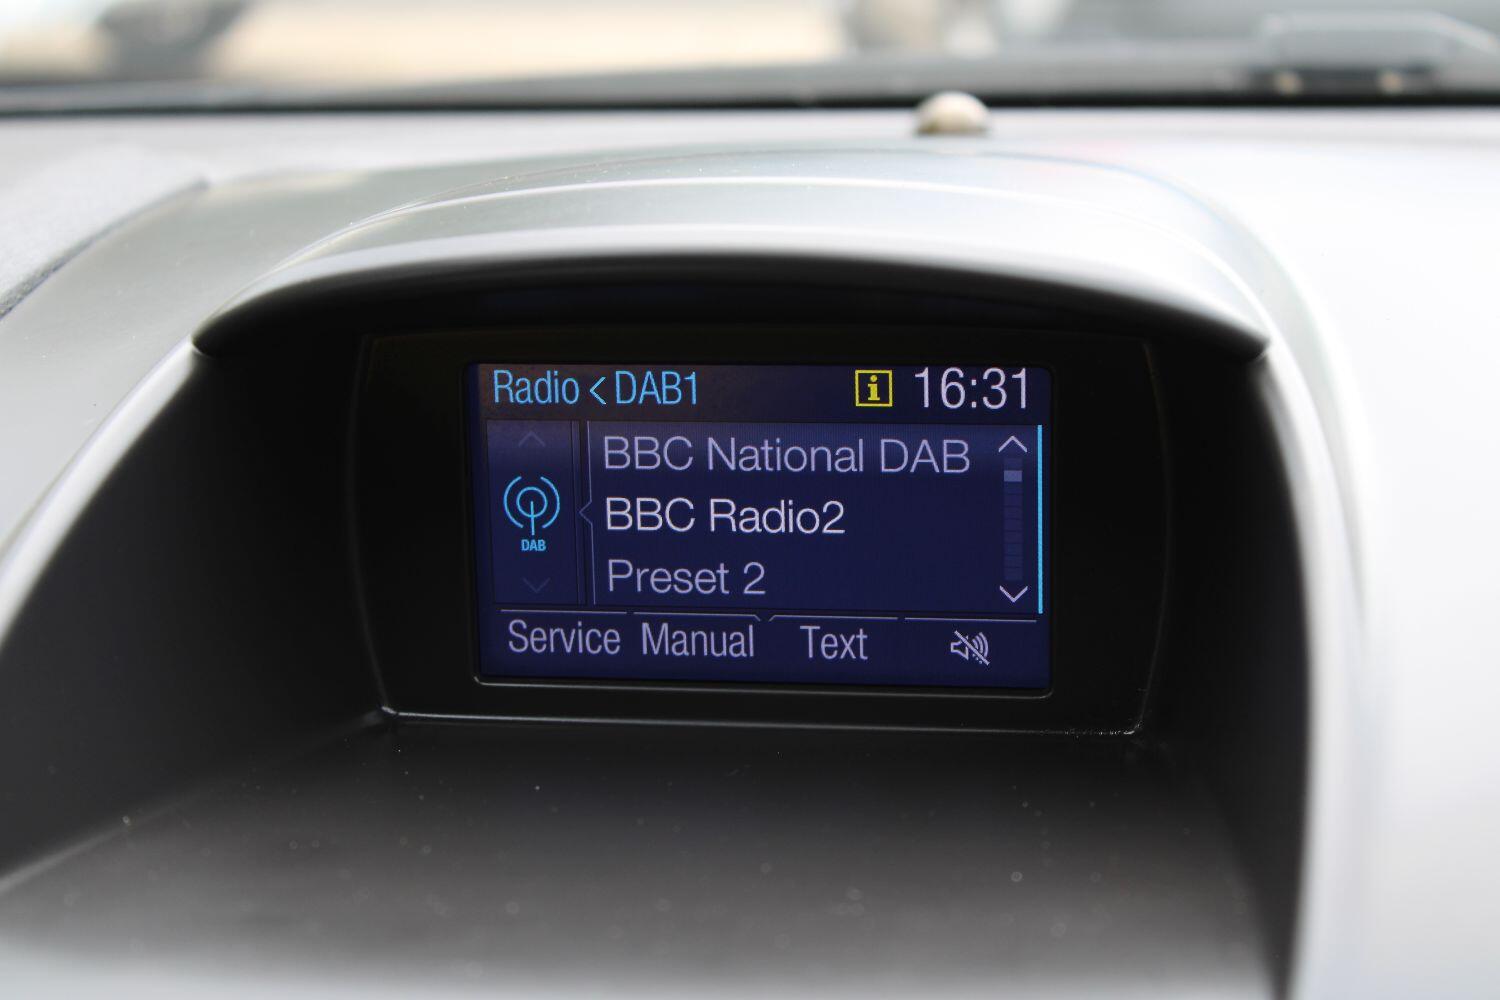 Radio < DAB1 i 16:31
BBC National DAB
BBC Radio2
DAB
Preset 2
Service Manual Text